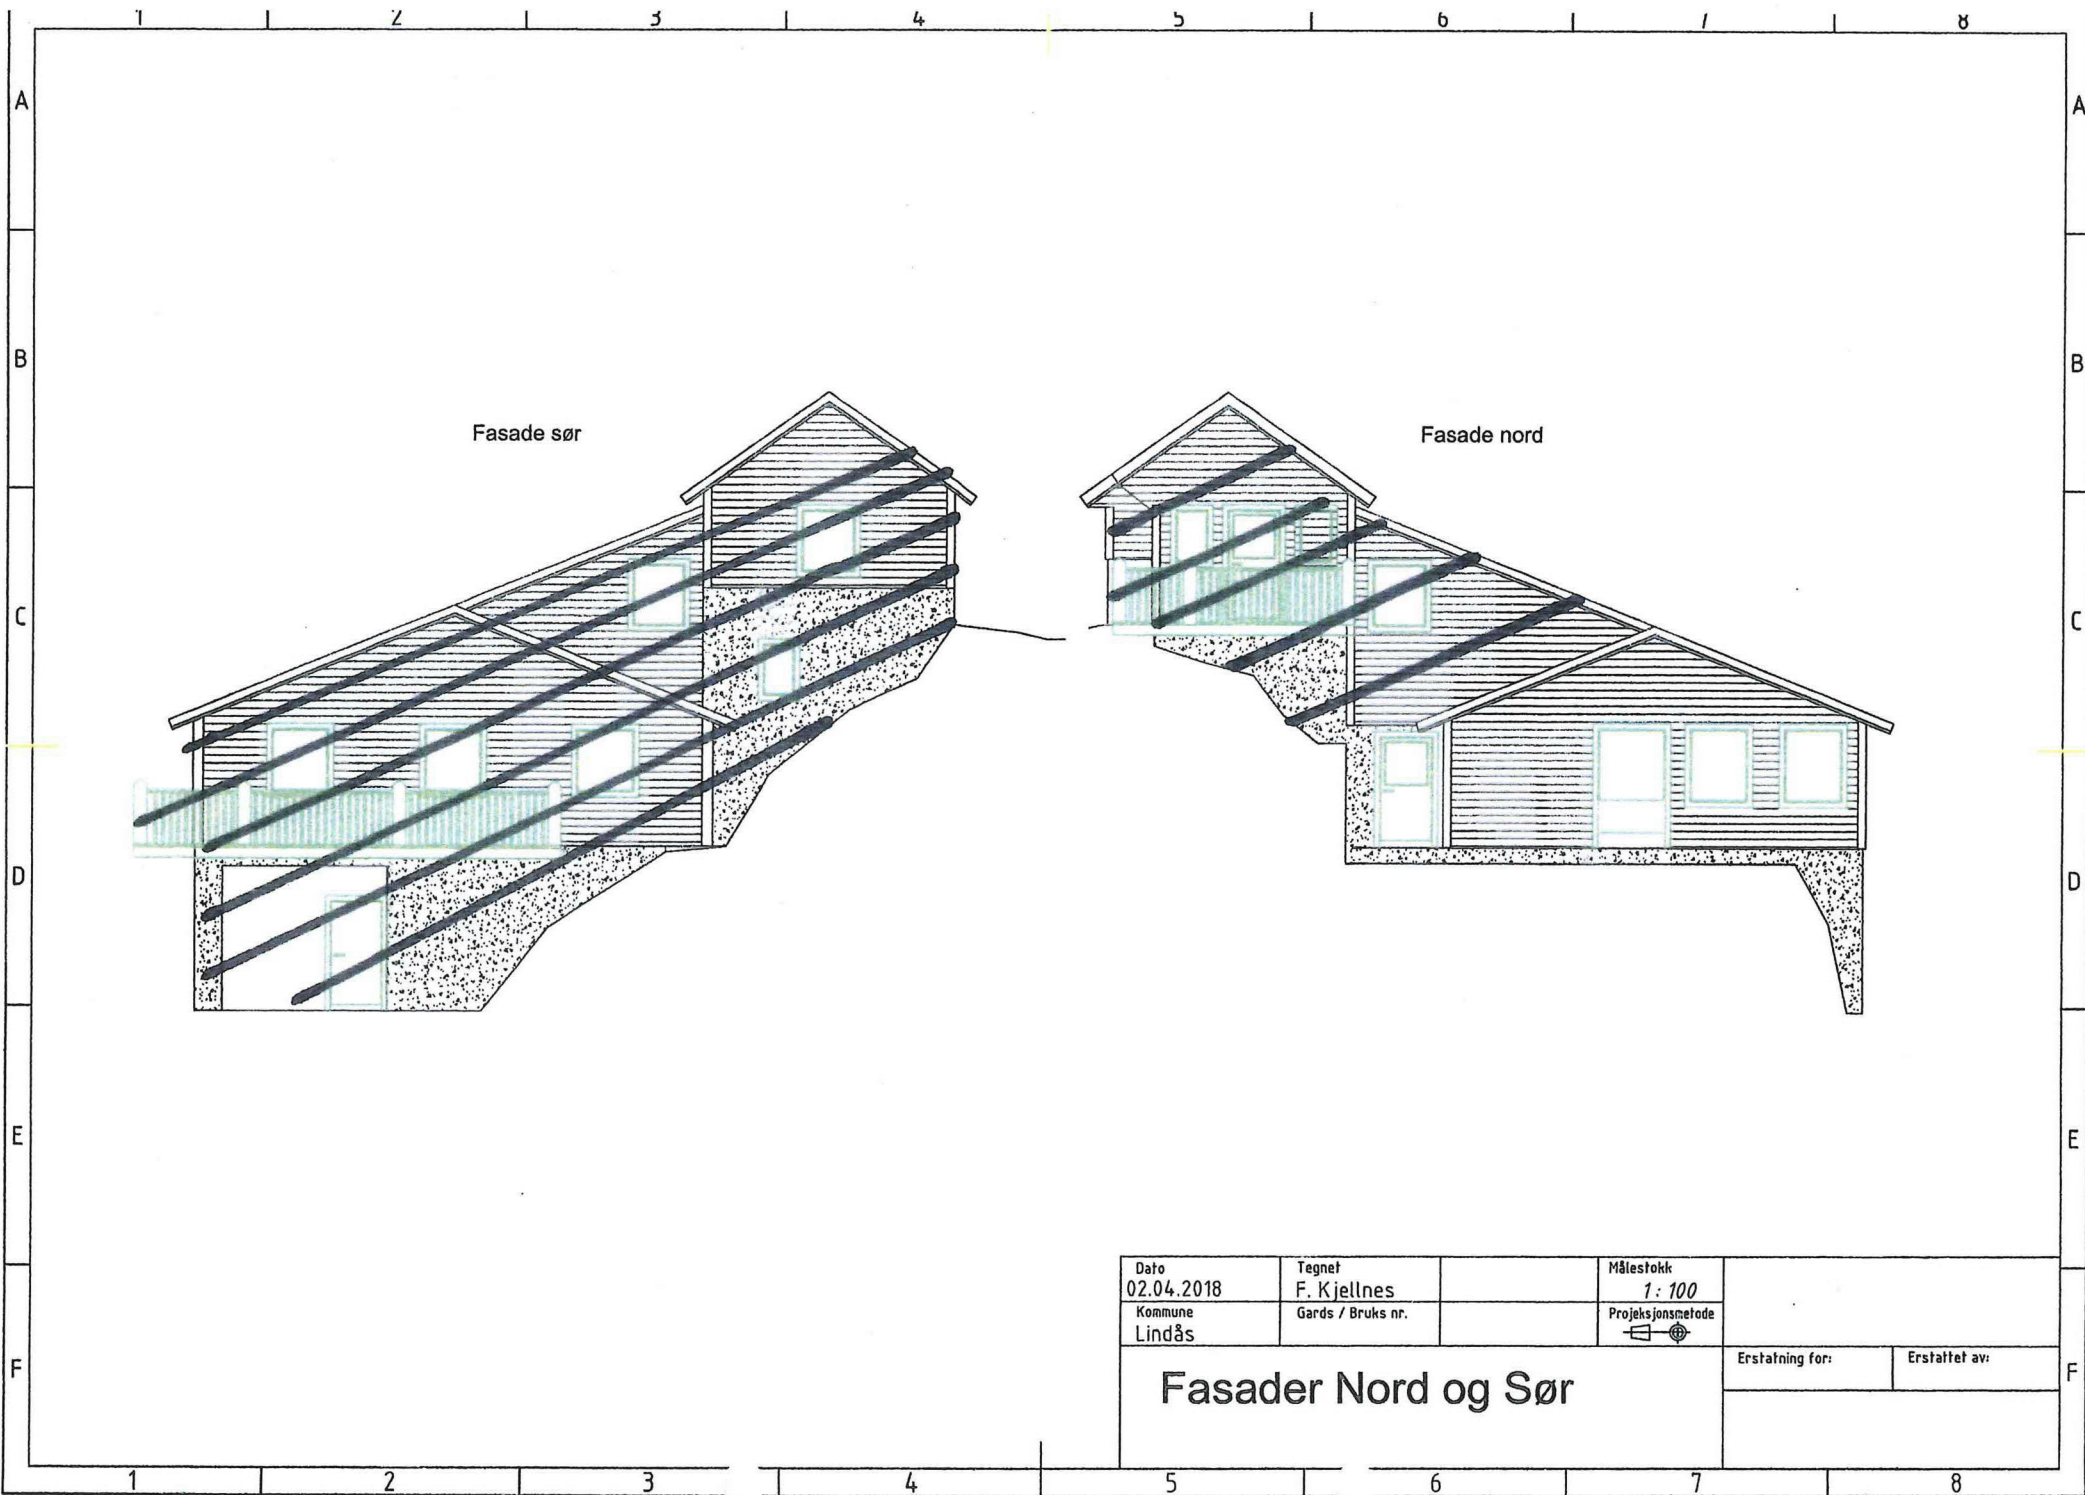 1 2 3 4 5 6 7 8
A A
B B
C C
D D
E E
F F
Fasade sør
Fasade nord
Dato
02.04.2018
Tegnet
F. Kjellnes
Målestokk
1 : 100
Kommune
Lindås
Gards / Bruks nr.
Projeksjonsmetode
Fasader Nord og Sør
Erstatning for:
Erstattet av:
1 2 3 4 5 6 7 8